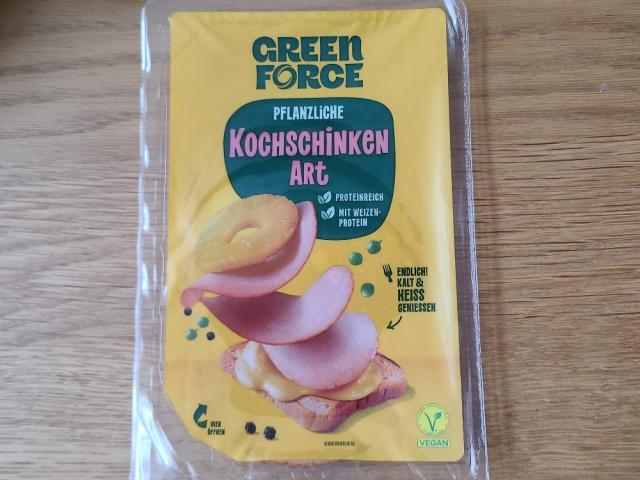 GREEN
FORCE
PFLANZLICHE
KOCHSCHINKEN
ART
PROTEINREICH
MIT WEIZEN-
PROTEIN
ENDLICH!
KALT &
HEISS
GENIESSEN
HIER
ÖFFNEN
V
VEGAN